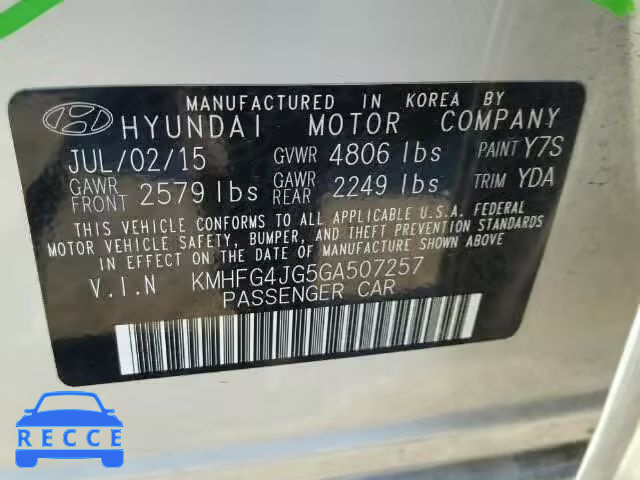 MANUFACTURED IN KOREA BY
HYUNDAI MOTOR COMPANY
JUL/02/15 GVWR 4806 lbs PAINT Y7S
GAWR FRONT 2579 lbs GAWR REAR 2249 lbs TRIM YDA
THIS VEHICLE CONFORMS TO ALL APPLICABLE U.S.A. FEDERAL
MOTOR VEHICLE SAFETY, BUMPER, AND THEFT PREVENTION STANDARDS
IN EFFECT ON THE DATE OF MANUFACTURE SHOWN ABOVE
V.I.N KMHFG4JG5GA507257
PASSENGER CAR
RECCE